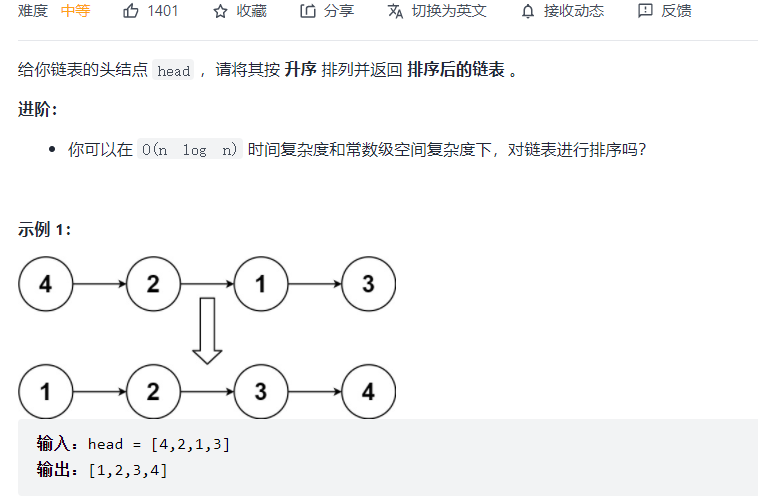 难度 中等 1401 收藏 分享 切换为英文 接收动态 反馈
给你链表的头结点 head ，请将其按 升序 排列并返回 排序后的链表 。
进阶：
• 你可以在 O(n log n) 时间复杂度和常数级空间复杂度下，对链表进行排序吗？
示例 1：
4 2 1 3
1 2 3 4
输入：head = [4,2,1,3]
输出：[1,2,3,4]